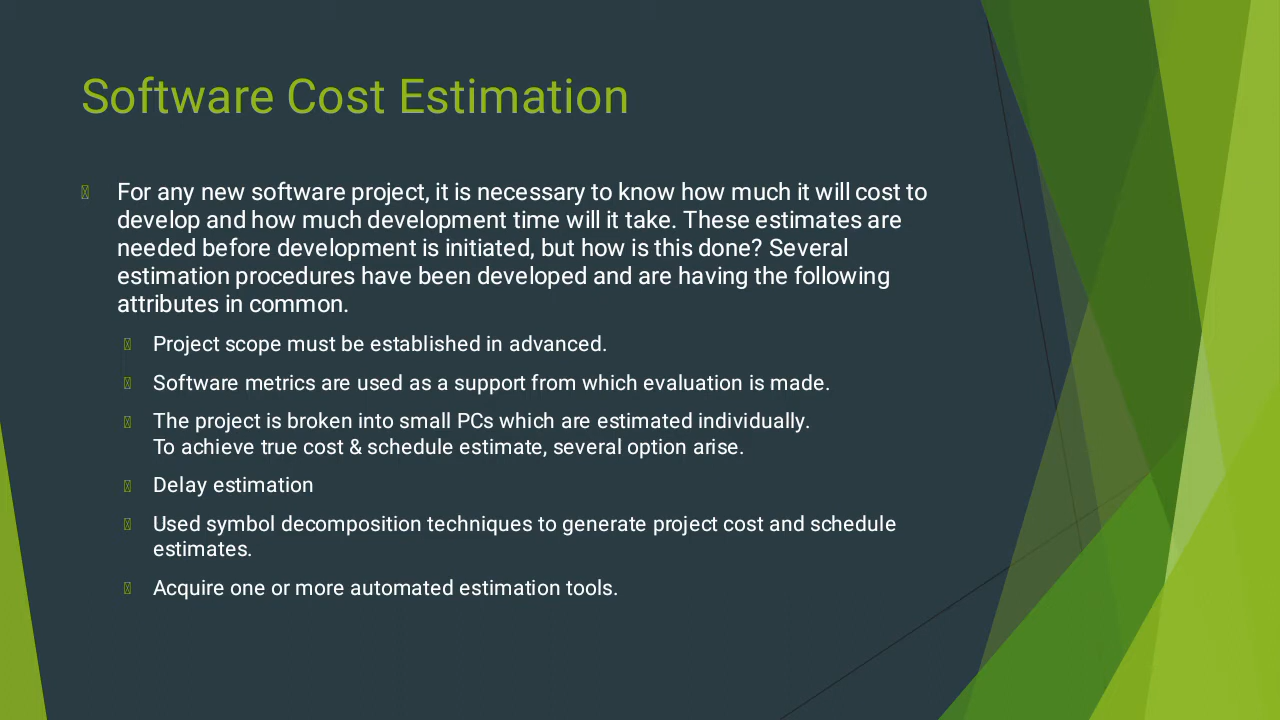 Software Cost Estimation
For any new software project, it is necessary to know how much it will cost to
develop and how much development time will it take. These estimates are
needed before development is initiated, but how is this done? Several
estimation procedures have been developed and are having the following
attributes in common.
Project scope must be established in advanced.
Software metrics are used as a support from which evaluation is made.
The project is broken into small PCs which are estimated individually.
To achieve true cost & schedule estimate, several option arise.
Delay estimation
Used symbol decomposition techniques to generate project cost and schedule
estimates.
Acquire one or more automated estimation tools.